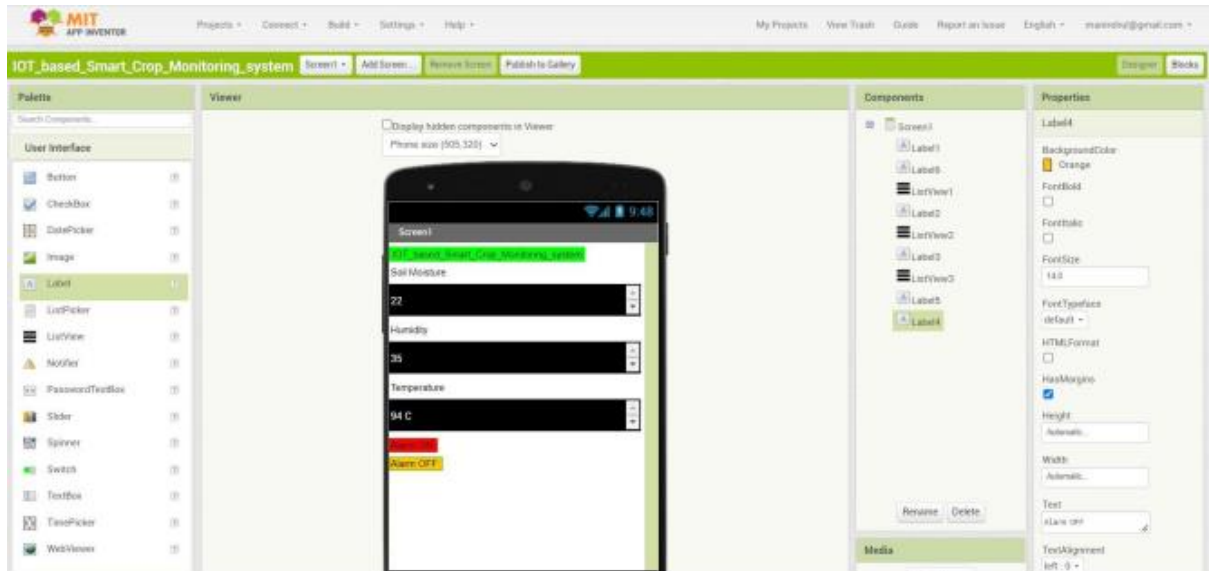 MIT
APP INVENTOR
Projects Connect Build Settings Help My Projects View Trash Guide Report an Issue English
IOT_based_Smart_Crop_Monitoring_system Screen1 Add Screen... Remove Screen Publish to Gallery Designer Blocks
Palette
Search Components...
User Interface
Button
CheckBox
DatePicker
Image
Label
ListPicker
ListView
Notifier
PasswordTextBox
Slider
Spinner
Switch
TextBox
TimePicker
WebViewer
Viewer
Display hidden components in Viewer
Phone size (505,320)
9:48
Screen1
IOT_based_Smart_Crop_Monitoring_system
Soil Moisture
22
Humidity
35
Temperature
94 C
Alarm ON
Alarm OFF
Components
Screen1
Label1
Label6
ListView1
Label2
ListView2
Label3
ListView3
Label5
Label4
Rename Delete
Media
Properties
Label4
BackgroundColor
Orange
FontBold
FontItalic
FontSize
14.0
FontTypeface
default
HTMLFormat
HasMargins
Height
Automatic...
Width
Automatic...
Text
Alarm OFF
TextAlignment
left : 0